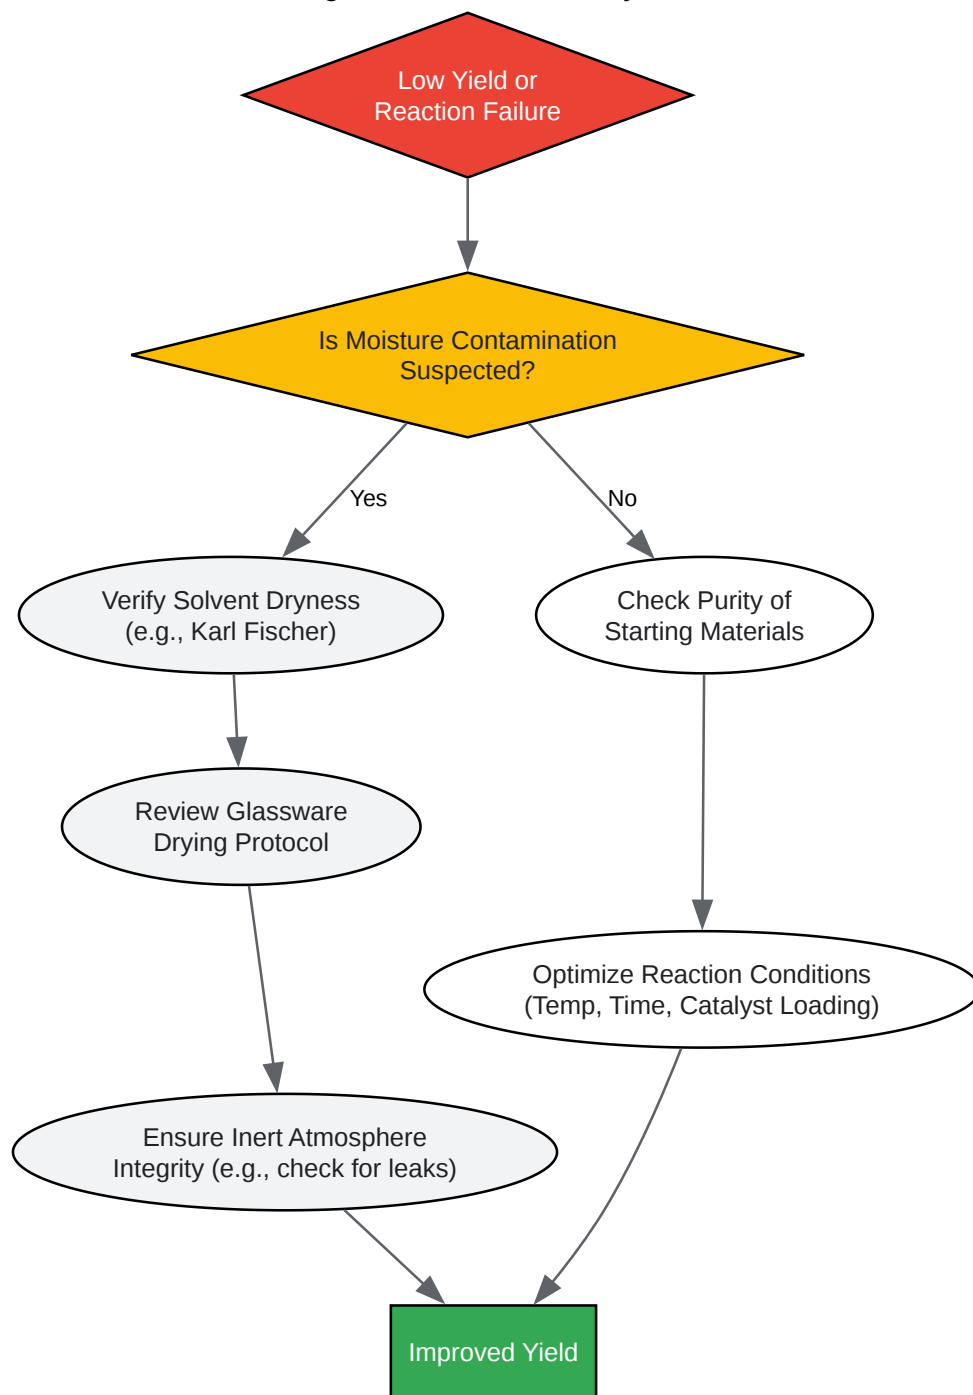 Low Yield or
Reaction Failure
Is Moisture Contamination
Suspected?
Yes
No
Verify Solvent Dryness
(e.g., Karl Fischer)
Check Purity of
Starting Materials
Review Glassware
Drying Protocol
Optimize Reaction Conditions
(Temp, Time, Catalyst Loading)
Ensure Inert Atmosphere
Integrity (e.g., check for leaks)
Improved Yield